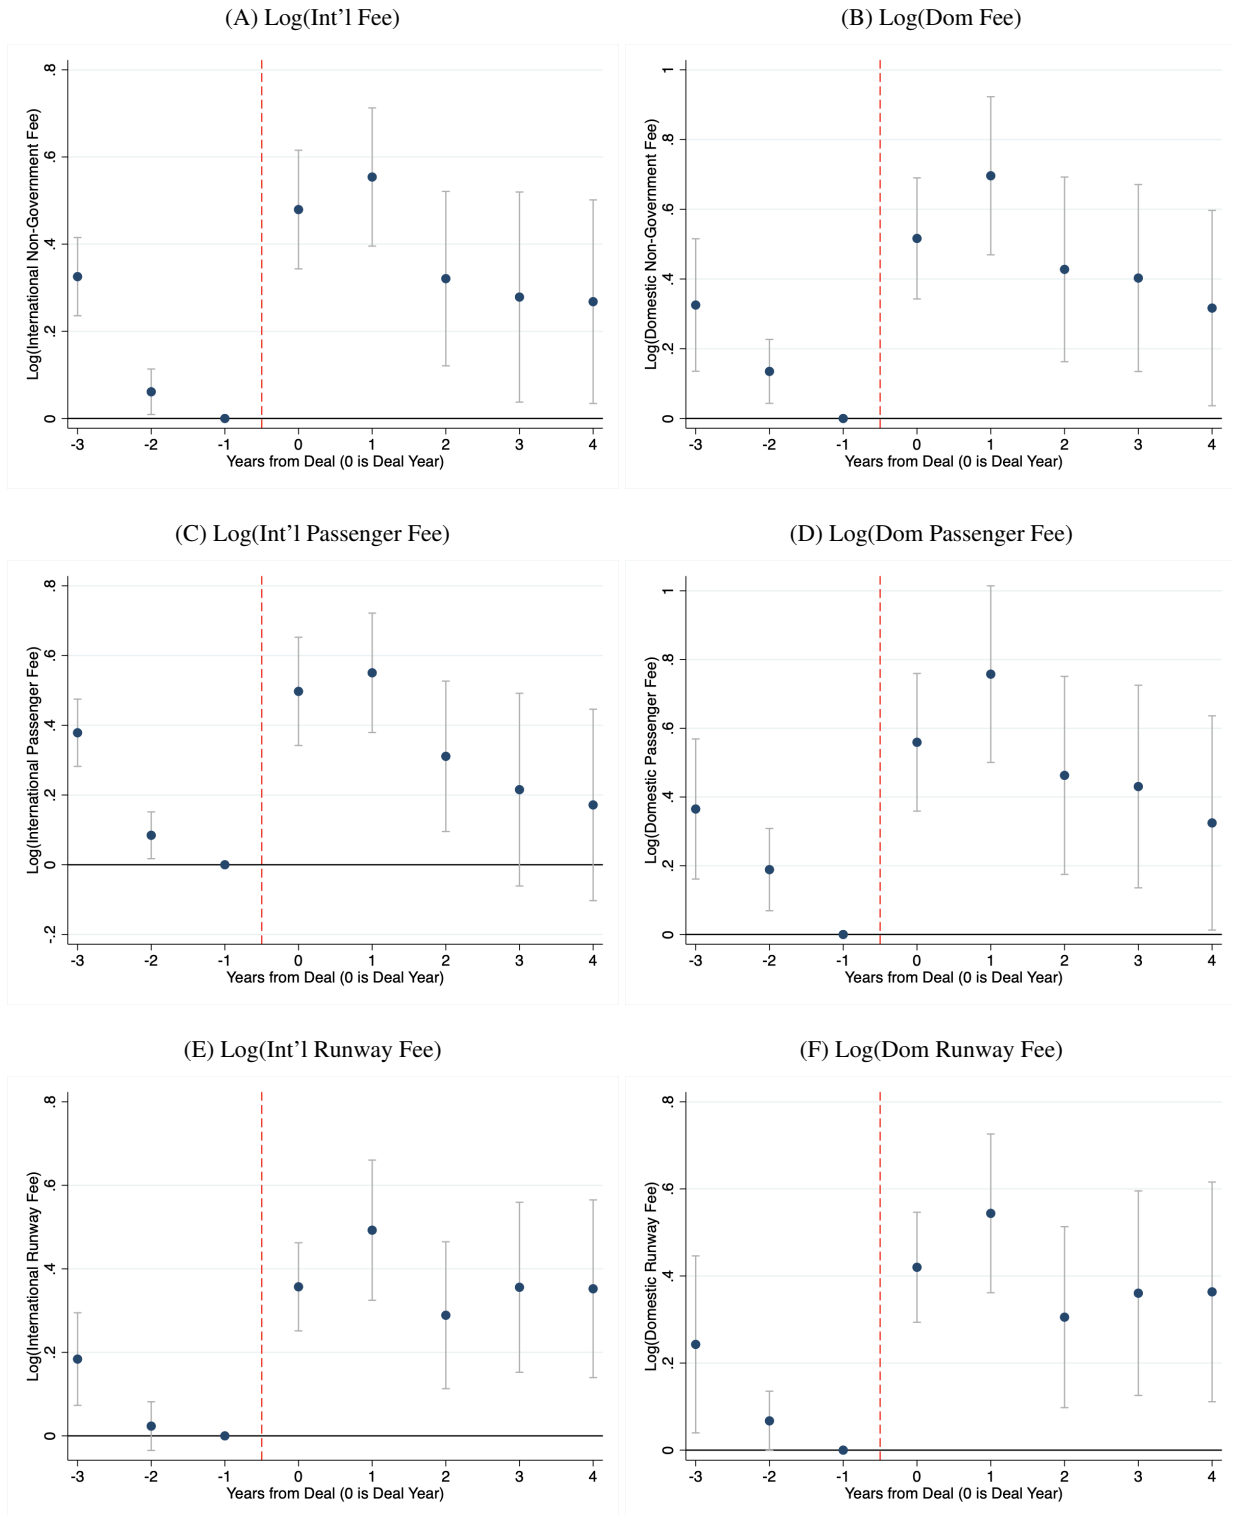 (A) Log(Int'l Fee)
Log(International Non-Government Fee)
.8
.6
.4
.2
0
-3 -2 -1 0 1 2 3 4
Years from Deal (0 is Deal Year)
(B) Log(Dom Fee)
Log(Domestic Non-Government Fee)
1
.8
.6
.4
.2
0
-3 -2 -1 0 1 2 3 4
Years from Deal (0 is Deal Year)
(C) Log(Int'l Passenger Fee)
Log(International Passenger Fee)
.8
.6
.4
.2
0
-.2
-3 -2 -1 0 1 2 3 4
Years from Deal (0 is Deal Year)
(D) Log(Dom Passenger Fee)
Log(Domestic Passenger Fee)
1
.8
.6
.4
.2
0
-3 -2 -1 0 1 2 3 4
Years from Deal (0 is Deal Year)
(E) Log(Int'l Runway Fee)
Log(International Runway Fee)
.8
.6
.4
.2
0
-3 -2 -1 0 1 2 3 4
Years from Deal (0 is Deal Year)
(F) Log(Dom Runway Fee)
Log(Domestic Runway Fee)
.8
.6
.4
.2
0
-3 -2 -1 0 1 2 3 4
Years from Deal (0 is Deal Year)